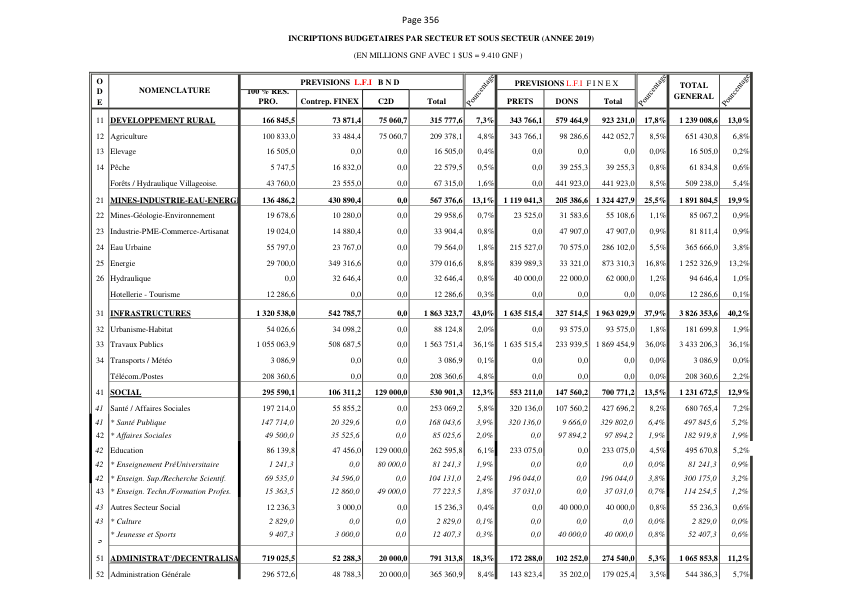 Page 356
INCRIPTIONS BUDGETAIRES PAR SECTEUR ET SOUS SECTEUR (ANNEE 2019)
(EN MILLIONS GNF AVEC 1 $US = 9.410 GNF )
O D E NOMENCLATURE PREVISIONS L.F.I B N D Pourcentage PREVISIONS L.F.I F I N E X Pourcentage TOTAL GENERAL Pourcentage
100 % RES. PRO. Contrep. FINEX C2D Total PRETS DONS Total
11 DEVELOPPEMENT RURAL 166 845,5 73 871,4 75 060,7 315 777,6 7,3% 343 766,1 579 464,9 923 231,0 17,8% 1 239 008,6 13,0%
12 Agriculture 100 833,0 33 484,4 75 060,7 209 378,1 4,8% 343 766,1 98 286,6 442 052,7 8,5% 651 430,8 6,8%
13 Elevage 16 505,0 0,0 0,0 16 505,0 0,4% 0,0 0,0 0,0 0,0% 16 505,0 0,2%
14 Pêche 5 747,5 16 832,0 0,0 22 579,5 0,5% 0,0 39 255,3 39 255,3 0,8% 61 834,8 0,6%
Forêts / Hydraulique Villageoise. 43 760,0 23 555,0 0,0 67 315,0 1,6% 0,0 441 923,0 441 923,0 8,5% 509 238,0 5,4%
21 MINES-INDUSTRIE-EAU-ENERGI 136 486,2 430 890,4 0,0 567 376,6 13,1% 1 119 041,3 205 386,6 1 324 427,9 25,5% 1 891 804,5 19,9%
22 Mines-Géologie-Environnement 19 678,6 10 280,0 0,0 29 958,6 0,7% 23 525,0 31 583,6 55 108,6 1,1% 85 067,2 0,9%
23 Industrie-PME-Commerce-Artisanat 19 024,0 14 880,4 0,0 33 904,4 0,8% 0,0 47 907,0 47 907,0 0,9% 81 811,4 0,9%
24 Eau Urbaine 55 797,0 23 767,0 0,0 79 564,0 1,8% 215 527,0 70 575,0 286 102,0 5,5% 365 666,0 3,8%
25 Energie 29 700,0 349 316,6 0,0 379 016,6 8,8% 839 989,3 33 321,0 873 310,3 16,8% 1 252 326,9 13,2%
26 Hydraulique 0,0 32 646,4 0,0 32 646,4 0,8% 40 000,0 22 000,0 62 000,0 1,2% 94 646,4 1,0%
Hotellerie - Tourisme 12 286,6 0,0 0,0 12 286,6 0,3% 0,0 0,0 0,0 0,0% 12 286,6 0,1%
31 INFRASTRUCTURES 1 320 538,0 542 785,7 0,0 1 863 323,7 43,0% 1 635 515,4 327 514,5 1 963 029,9 37,9% 3 826 353,6 40,2%
32 Urbanisme-Habitat 54 026,6 34 098,2 0,0 88 124,8 2,0% 0,0 93 575,0 93 575,0 1,8% 181 699,8 1,9%
33 Travaux Publics 1 055 063,9 508 687,5 0,0 1 563 751,4 36,1% 1 635 515,4 233 939,5 1 869 454,9 36,0% 3 433 206,3 36,1%
34 Transports / Météo 3 086,9 0,0 0,0 3 086,9 0,1% 0,0 0,0 0,0 0,0% 3 086,9 0,0%
Télécom./Postes 208 360,6 0,0 0,0 208 360,6 4,8% 0,0 0,0 0,0 0,0% 208 360,6 2,2%
41 SOCIAL 295 590,1 106 311,2 129 000,0 530 901,3 12,3% 553 211,0 147 560,2 700 771,2 13,5% 1 231 672,5 12,9%
41 Santé / Affaires Sociales 197 214,0 55 855,2 0,0 253 069,2 5,8% 320 136,0 107 560,2 427 696,2 8,2% 680 765,4 7,2%
41 * Santé Publique 147 714,0 20 329,6 0,0 168 043,6 3,9% 320 136,0 9 666,0 329 802,0 6,4% 497 845,6 5,2%
42 * Affaires Sociales 49 500,0 35 525,6 0,0 85 025,6 2,0% 0,0 97 894,2 97 894,2 1,9% 182 919,8 1,9%
42 Education 86 139,8 47 456,0 129 000,0 262 595,8 6,1% 233 075,0 0,0 233 075,0 4,5% 495 670,8 5,2%
42 * Enseignement PréUniversitaire 1 241,3 0,0 80 000,0 81 241,3 1,9% 0,0 0,0 0,0 0,0% 81 241,3 0,9%
42 * Enseign. Sup./Recherche Scientif. 69 535,0 34 596,0 0,0 104 131,0 2,4% 196 044,0 0,0 196 044,0 3,8% 300 175,0 3,2%
43 * Enseign. Techn./Formation Profes. 15 363,5 12 860,0 49 000,0 77 223,5 1,8% 37 031,0 0,0 37 031,0 0,7% 114 254,5 1,2%
43 Autres Secteur Social 12 236,3 3 000,0 0,0 15 236,3 0,4% 0,0 40 000,0 40 000,0 0,8% 55 236,3 0,6%
43 * Culture 2 829,0 0,0 0,0 2 829,0 0,1% 0,0 0,0 0,0 0,0% 2 829,0 0,0%
* Jeunesse et Sports 9 407,3 3 000,0 0,0 12 407,3 0,3% 0,0 40 000,0 40 000,0 0,8% 52 407,3 0,6%
51 ADMINISTRAT°/DECENTRALISA 719 025,5 52 288,3 20 000,0 791 313,8 18,3% 172 288,0 102 252,0 274 540,0 5,3% 1 065 853,8 11,2%
52 Administration Générale 296 572,6 48 788,3 20 000,0 365 360,9 8,4% 143 823,4 35 202,0 179 025,4 3,5% 544 386,3 5,7%